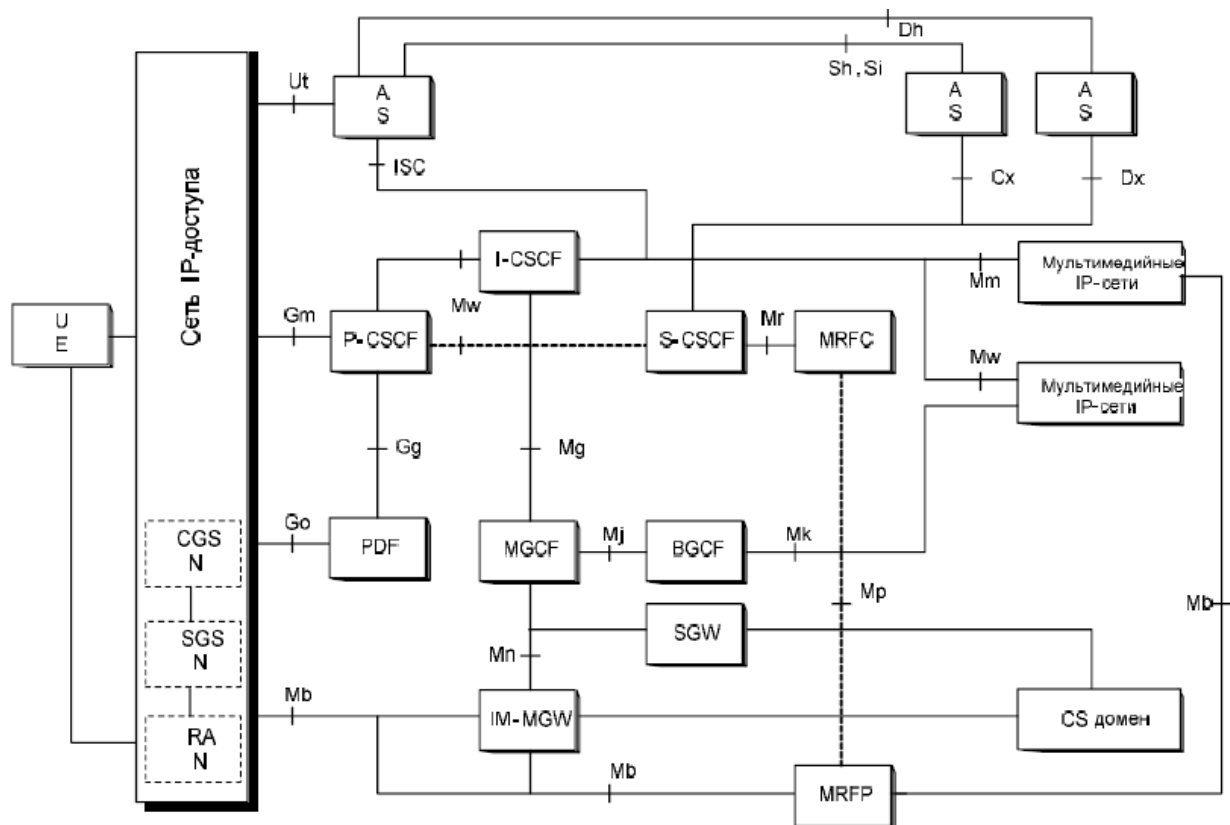 Dh
Sh, Si
Ut
A
S
A
S
A
S
ISC
Cx
Dx
Сеть IP-доступа
I-CSCF
Мультимедийные
IP-сети
Mm
Mw
U
E
Gm
P-CSCF
Mw
S-CSCF
Mr
MRFC
Mw
Мультимедийные
IP-сети
Gg
Mg
CGS
N
Go
PDF
MGCF
Mj
BGCF
Mk
Mp
Mb
SGS
N
SGW
Mn
RA
N
Mb
IM-MGW
CS домен
Mb
MRFP